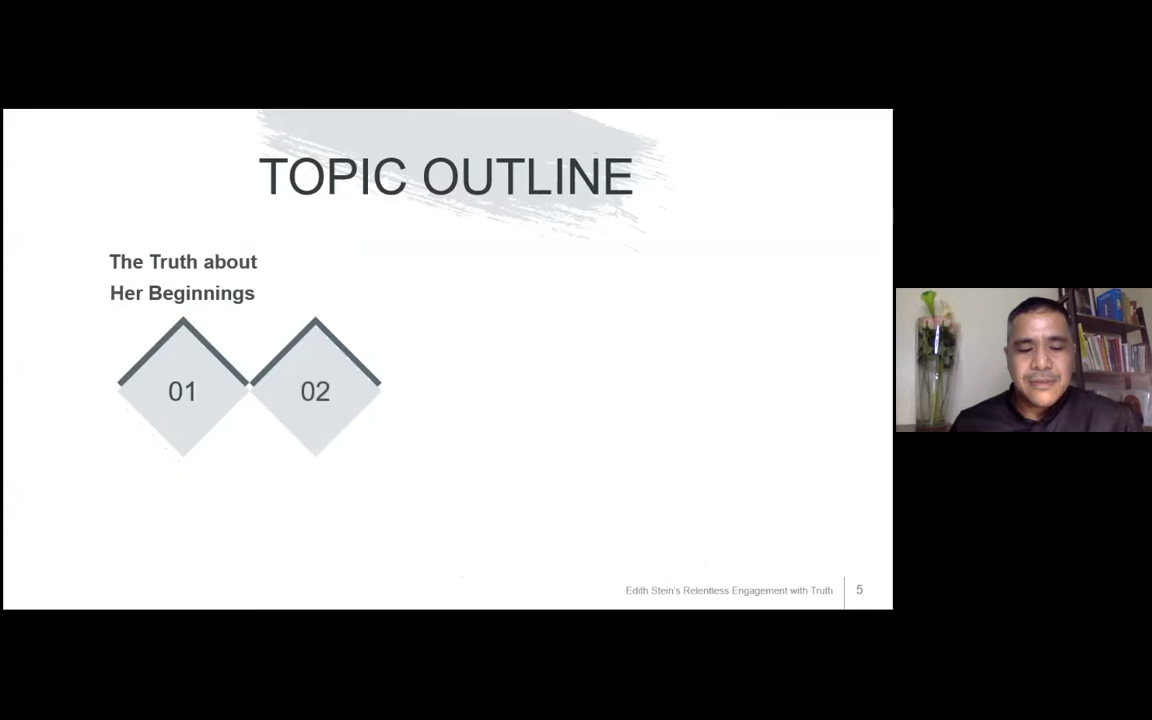 TOPIC OUTLINE
The Truth about
Her Beginnings
01
02
Edith Stein's Relentless Engagement with Truth
5